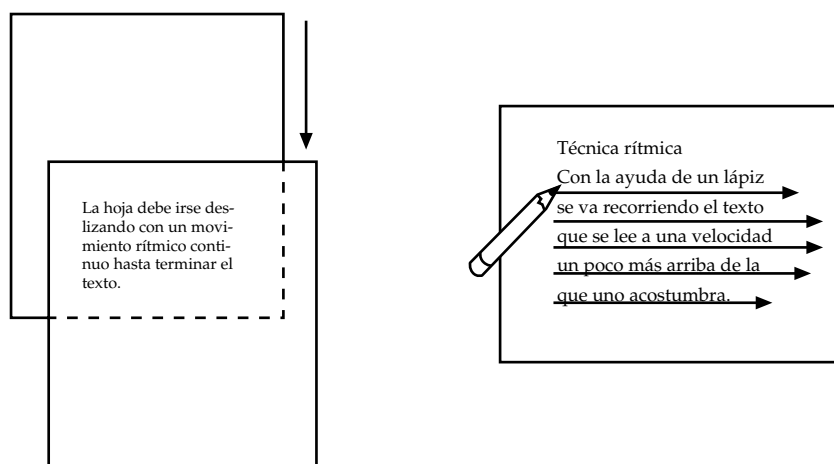 La hoja debe irse des-
lizando con un movi-
miento rítmico conti-
nuo hasta terminar el
texto.
Técnica rítmica
Con la ayuda de un lápiz
se va recorriendo el texto
que se lee a una velocidad
un poco más arriba de la
que uno acostumbra.